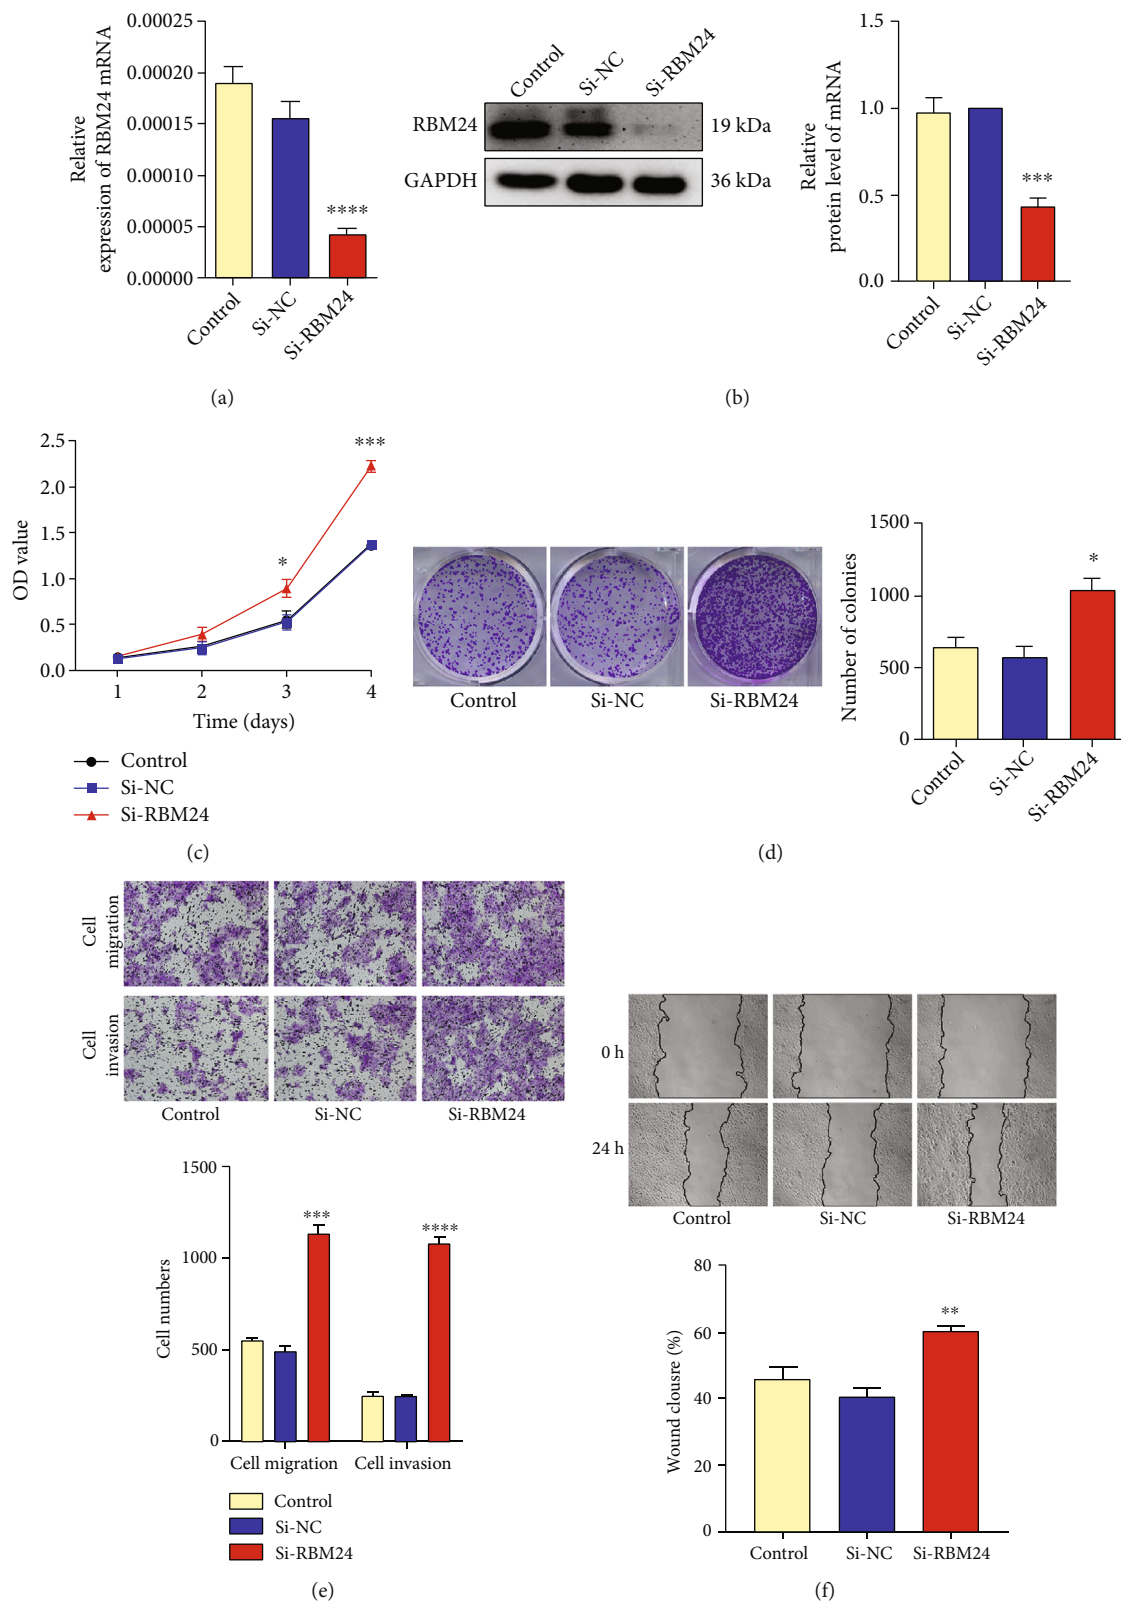 0.00025
0.00020
0.00015
0.00010
0.00005
0.00000
Relative
expression of RBM24 mRNA
****
Control
Si-NC
Si-RBM24
(a)
Control
Si-NC
Si-RBM24
RBM24
19 kDa
GAPDH
36 kDa
1.5
1.0
0.5
0.0
Relative
protein level of mRNA
***
Control
Si-NC
Si-RBM24
(b)
2.5
2.0
1.5
1.0
0.5
0.0
OD value
*
***
1 2 3 4
Time (days)
Control
Si-NC
Si-RBM24
(c)
Control
Si-NC
Si-RBM24
1500
1000
500
0
Number of colonies
*
Control
Si-NC
Si-RBM24
(d)
Cell
migration
Cell
invasion
Control
Si-NC
Si-RBM24
1500
1000
500
0
Cell numbers
***
****
Cell migration
Cell invasion
Control
Si-NC
Si-RBM24
(e)
0 h
24 h
Control
Si-NC
Si-RBM24
80
60
40
20
0
Wound clousre (%)
**
Control
Si-NC
Si-RBM24
(f)